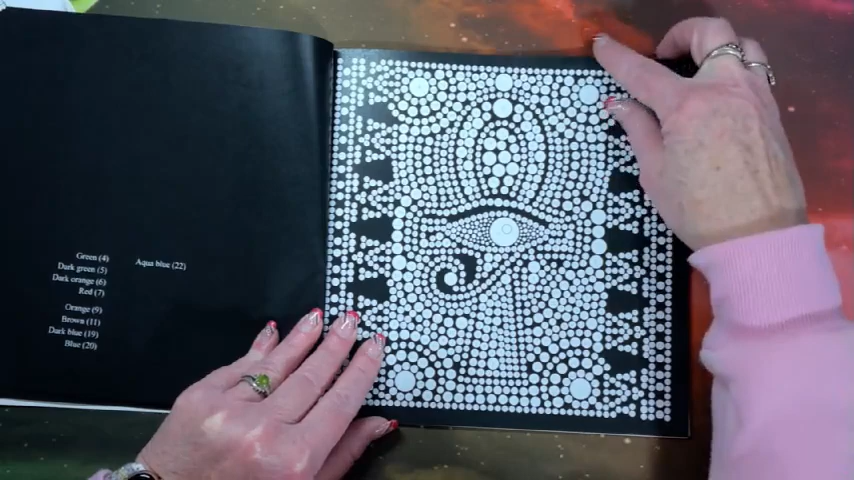 Green (4)
Dark green (5)
Dark orange (6)
Red (7)
Orange (9)
Brown (11)
Dark blue (19)
Blue (20)
Aqua blue (22)